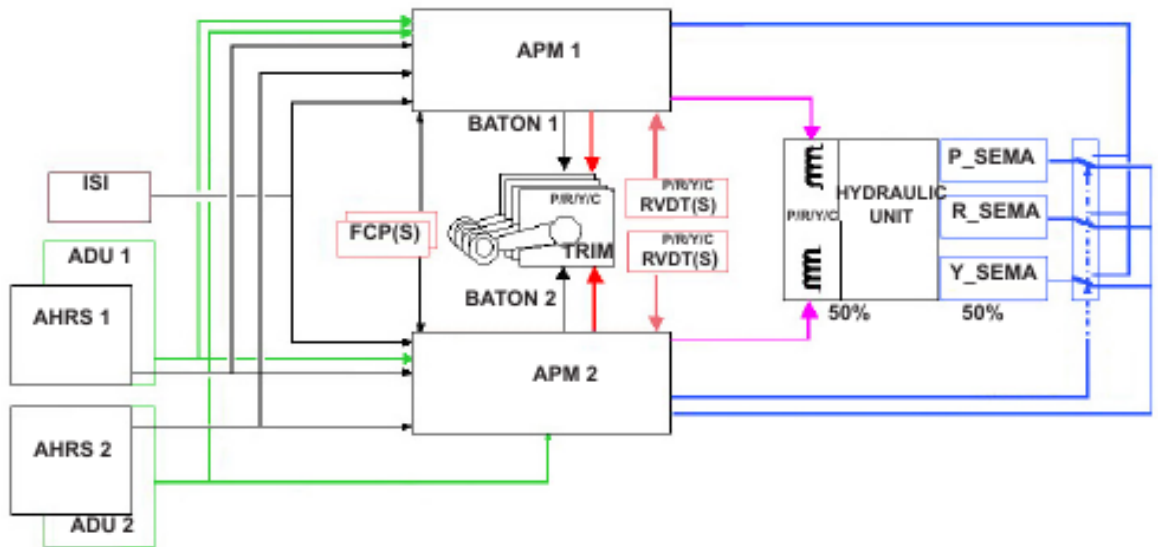 APM 1
BATON 1
P/R/Y/C
TRIM
BATON 2
P/R/Y/C
RVDT(S)
P/R/Y/C
RVDT(S)
FCP(S)
ISI
ADU 1
AHRS 1
AHRS 2
ADU 2
APM 2
P/R/Y/C
HYDRAULIC
UNIT
P_SEMA
R_SEMA
Y_SEMA
50%
50%